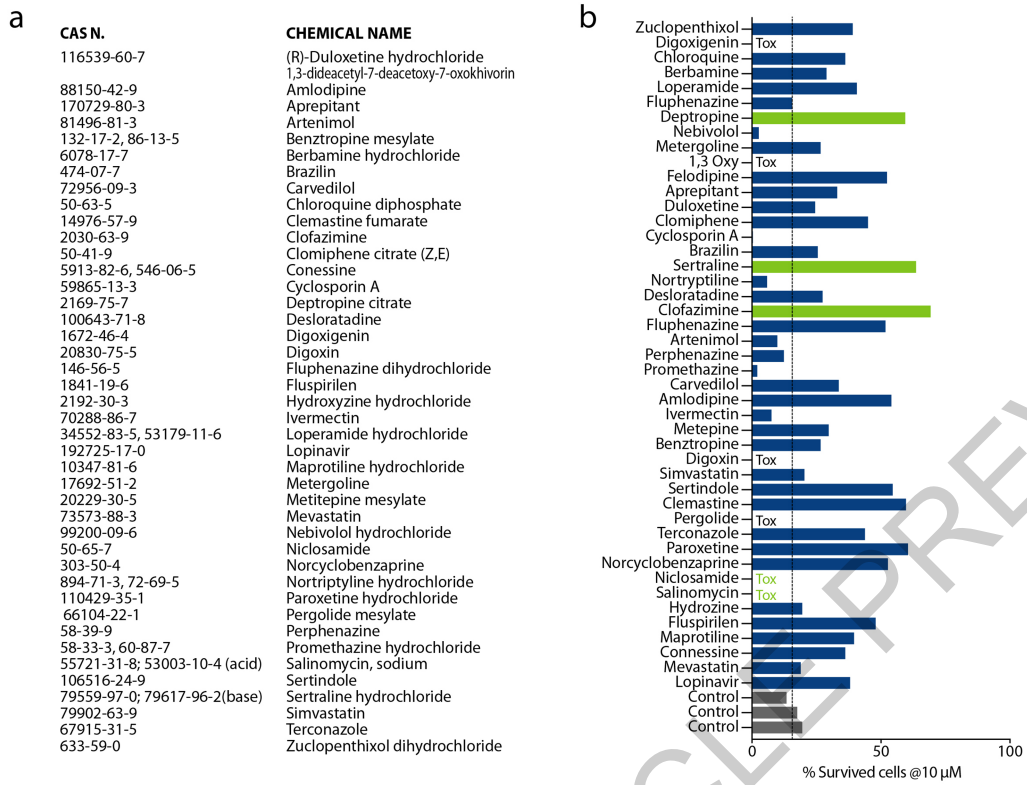 a
CAS N. CHEMICAL NAME
116539-60-7 (R)-Duloxetine hydrochloride
1,3-dideacetyl-7-deacetoxy-7-oxokhivorin
88150-42-9 Amlodipine
170729-80-3 Aprepitant
81496-81-3 Artenimol
132-17-2, 86-13-5 Benztropine mesylate
6078-17-7 Berbamine hydrochloride
474-07-7 Brazilin
72956-09-3 Carvedilol
50-63-5 Chloroquine diphosphate
14976-57-9 Clemastine fumarate
2030-63-9 Clofazimine
50-41-9 Clomiphene citrate (Z,E)
5913-82-6, 546-06-5 Conessine
59865-13-3 Cyclosporin A
2169-75-7 Deptropine citrate
100643-71-8 Desloratadine
1672-46-4 Digoxigenin
20830-75-5 Digoxin
146-56-5 Fluphenazine dihydrochloride
1841-19-6 Fluspirilen
2192-30-3 Hydroxyzine hydrochloride
70288-86-7 Ivermectin
34552-83-5, 53179-11-6 Loperamide hydrochloride
192725-17-0 Lopinavir
10347-81-6 Maprotiline hydrochloride
17692-51-2 Metergoline
20229-30-5 Metitepine mesylate
73573-88-3 Mevastatin
99200-09-6 Nebivolol hydrochloride
50-65-7 Niclosamide
303-50-4 Norcyclobenzaprine
894-71-3, 72-69-5 Nortriptyline hydrochloride
110429-35-1 Paroxetine hydrochloride
66104-22-1 Pergolide mesylate
58-39-9 Perphenazine
58-33-3, 60-87-7 Promethazine hydrochloride
55721-31-8; 53003-10-4 (acid) Salinomycin, sodium
106516-24-9 Sertindole
79559-97-0; 79617-96-2(base) Sertraline hydrochloride
79902-63-9 Simvastatin
67915-31-5 Terconazole
633-59-0 Zuclopenthixol dihydrochloride
b
Zuclopenthixol
Digoxigenin Tox
Chloroquine
Berbamine
Loperamide
Fluphenazine
Deptropine
Nebivolol
Metergoline
1,3 Oxy Tox
Felodipine
Aprepitant
Duloxetine
Clomiphene
Cyclosporin A
Brazilin
Sertraline
Nortryptiline
Desloratadine
Clofazimine
Fluphenazine
Artenimol
Perphenazine
Promethazine
Carvedilol
Amlodipine
Ivermectin
Metepine
Benztropine
Digoxin Tox
Simvastatin
Sertindole
Clemastine
Pergolide Tox
Terconazole
Paroxetine
Norcyclobenzaprine
Niclosamide Tox
Salinomycin Tox
Hydrozine
Fluspirilen
Maprotiline
Connessine
Mevastatin
Lopinavir
Control
Control
Control
0 50 100
% Survived cells @10 µM
CLE PREV